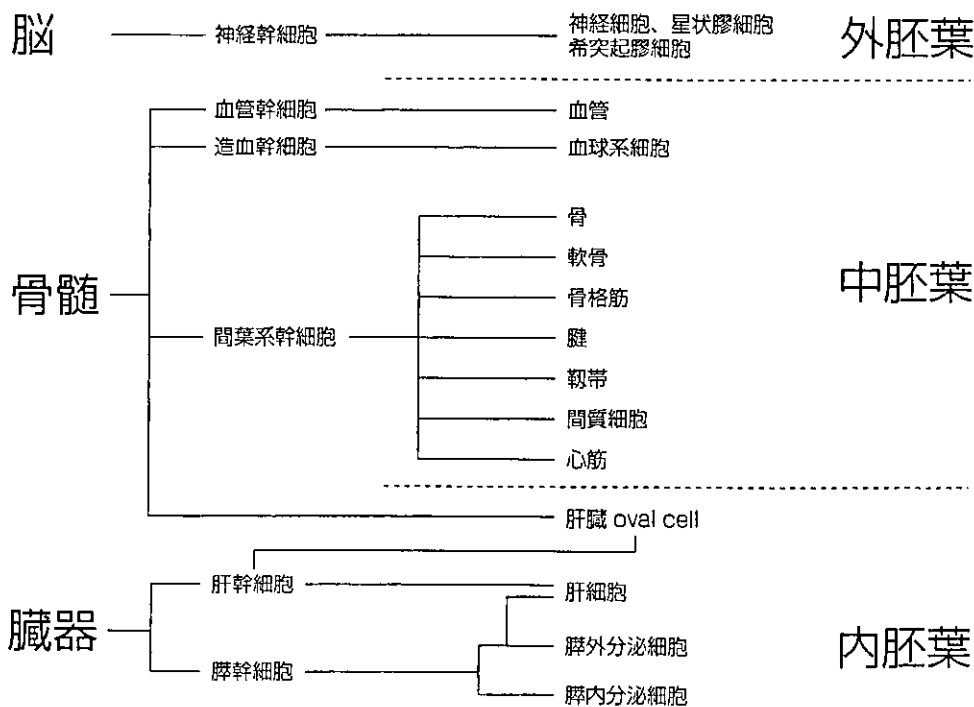 脳
神経幹細胞
神経細胞、星状膠細胞
希突起膠細胞
外胚葉
血管幹細胞
血管
造血幹細胞
血球系細胞
骨
軟骨
骨髄
骨格筋
中胚葉
間葉系幹細胞
腱
靱帯
間質細胞
心筋
肝臓 oval cell
肝幹細胞
肝細胞
臓器
膵外分泌細胞
内胚葉
膵幹細胞
膵内分泌細胞